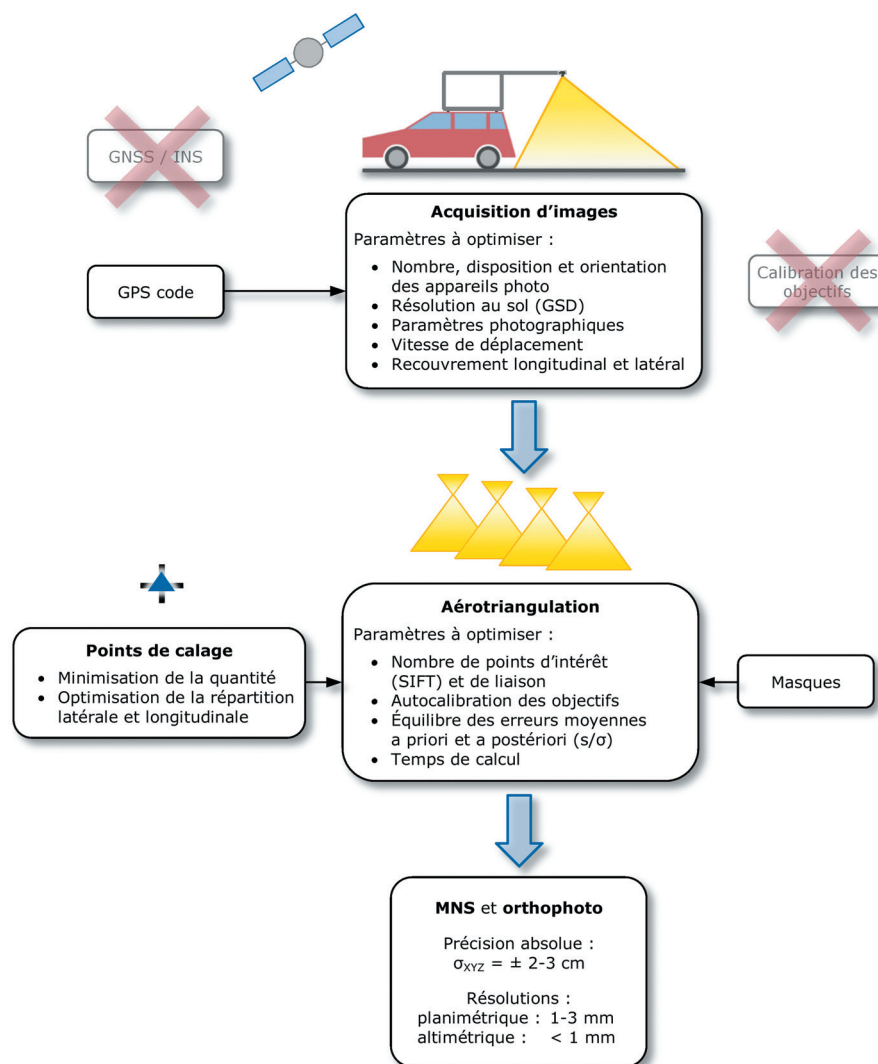 GNSS / INS
Acquisition d’images
Paramètres à optimiser :
• Nombre, disposition et orientation
des appareils photo
• Résolution au sol (GSD)
• Paramètres photographiques
• Vitesse de déplacement
• Recouvrement longitudinal et latéral
GPS code
Calibration des
objectifs
Points de calage
• Minimisation de la quantité
• Optimisation de la répartition
latérale et longitudinale
Aérotriangulation
Paramètres à optimiser :
• Nombre de points d’intérêt
(SIFT) et de liaison
• Autocalibration des objectifs
• Équilibre des erreurs moyennes
a priori et a postériori (s/σ)
• Temps de calcul
Masques
MNS et orthophoto
Précision absolue :
σXYZ = ± 2-3 cm
Résolutions :
planimétrique : 1-3 mm
altimétrique : < 1 mm